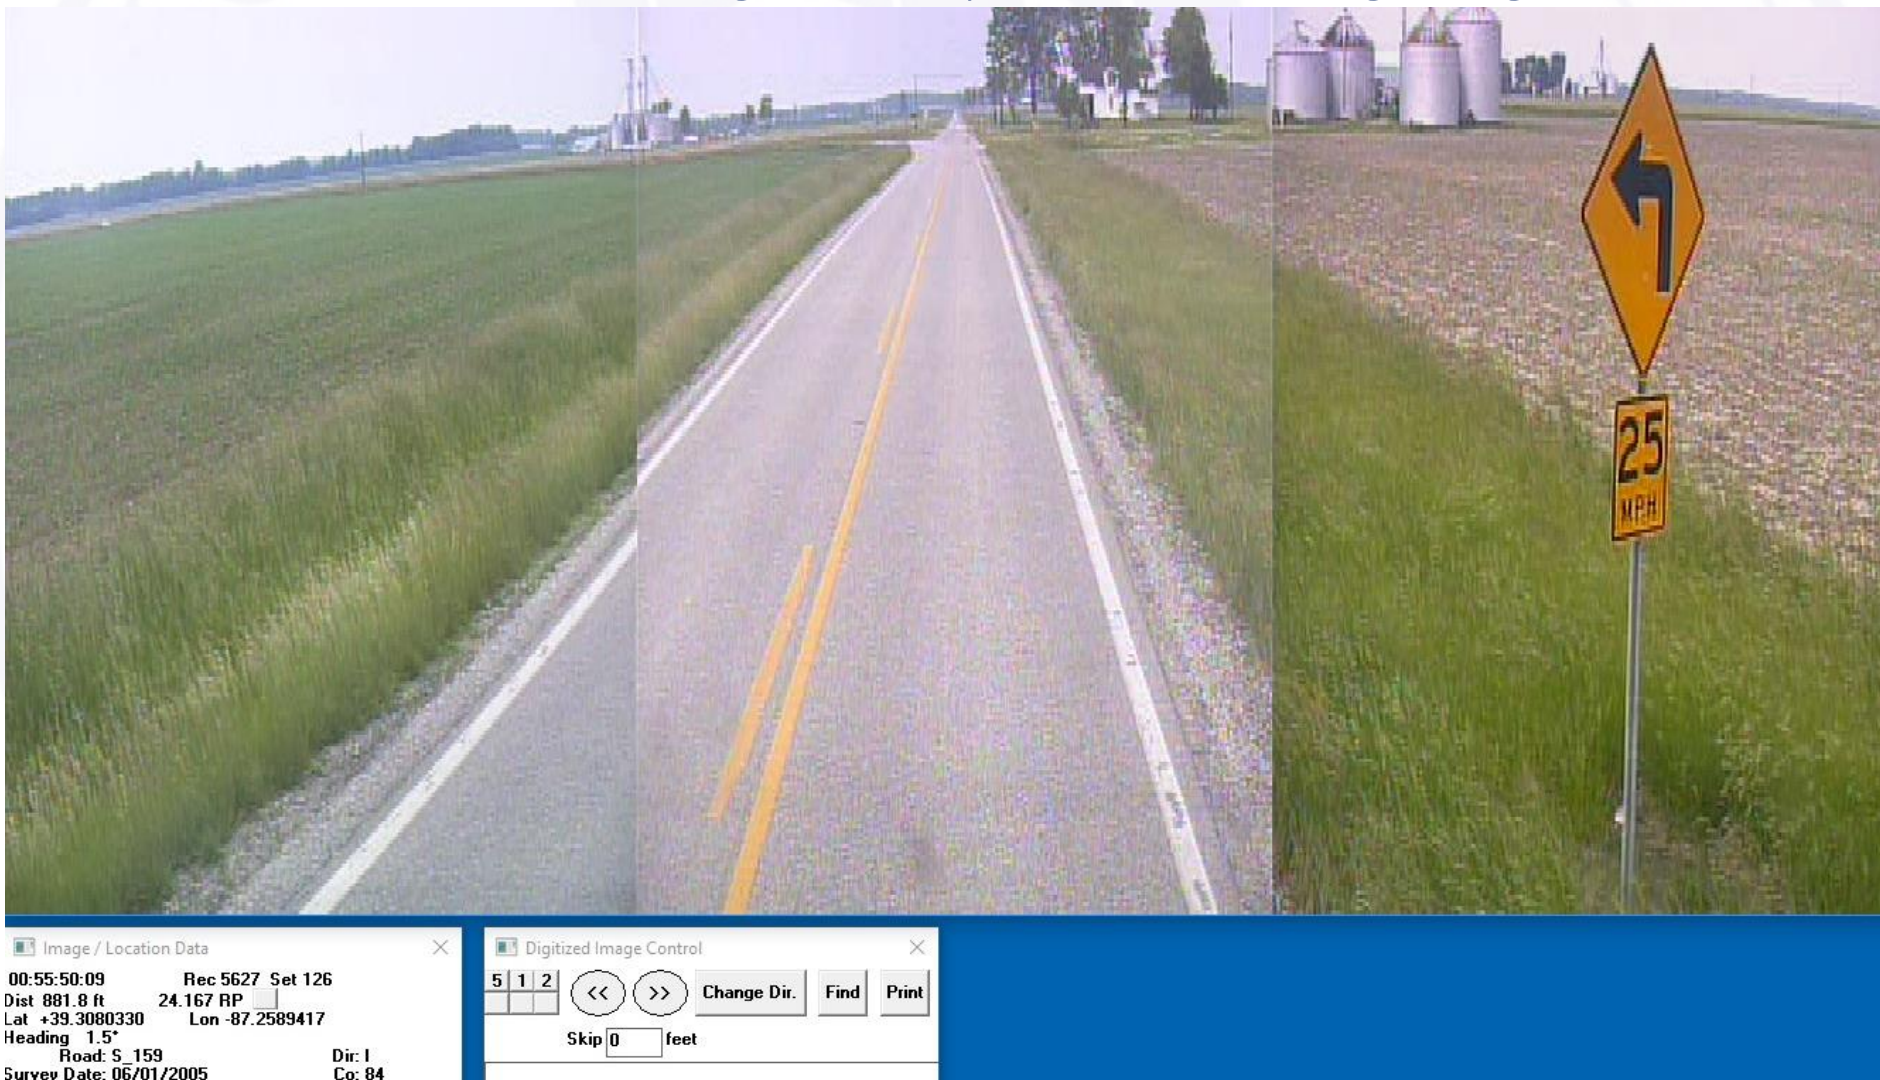 25
MPH
Image / Location Data
00:55:50:09 Rec 5627 Set 126
Dist 881.8 ft 24.167 RP
Lat +39.3080330 Lon -87.2589417
Heading 1.5°
Road: S_159 Dir: I
Survey Date: 06/01/2005 Co: 84
Digitized Image Control
5 1 2
<< >> Change Dir. Find Print
Skip 0 feet